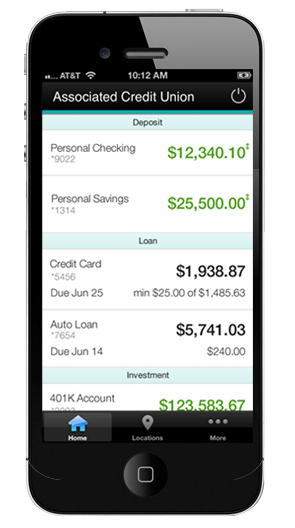 AT&T 10:12 AM
Associated Credit Union
Deposit
Personal Checking
*9022
$12,340.10‡
Personal Savings
*1314
$25,500.00‡
Loan
Credit Card
*5456
$1,938.87
Due Jun 25 min $25.00 of $1,485.63
Auto Loan
*7654
$5,741.03
Due Jun 14 $240.00
Investment
401K Account
$123,583.67
Home Locations More